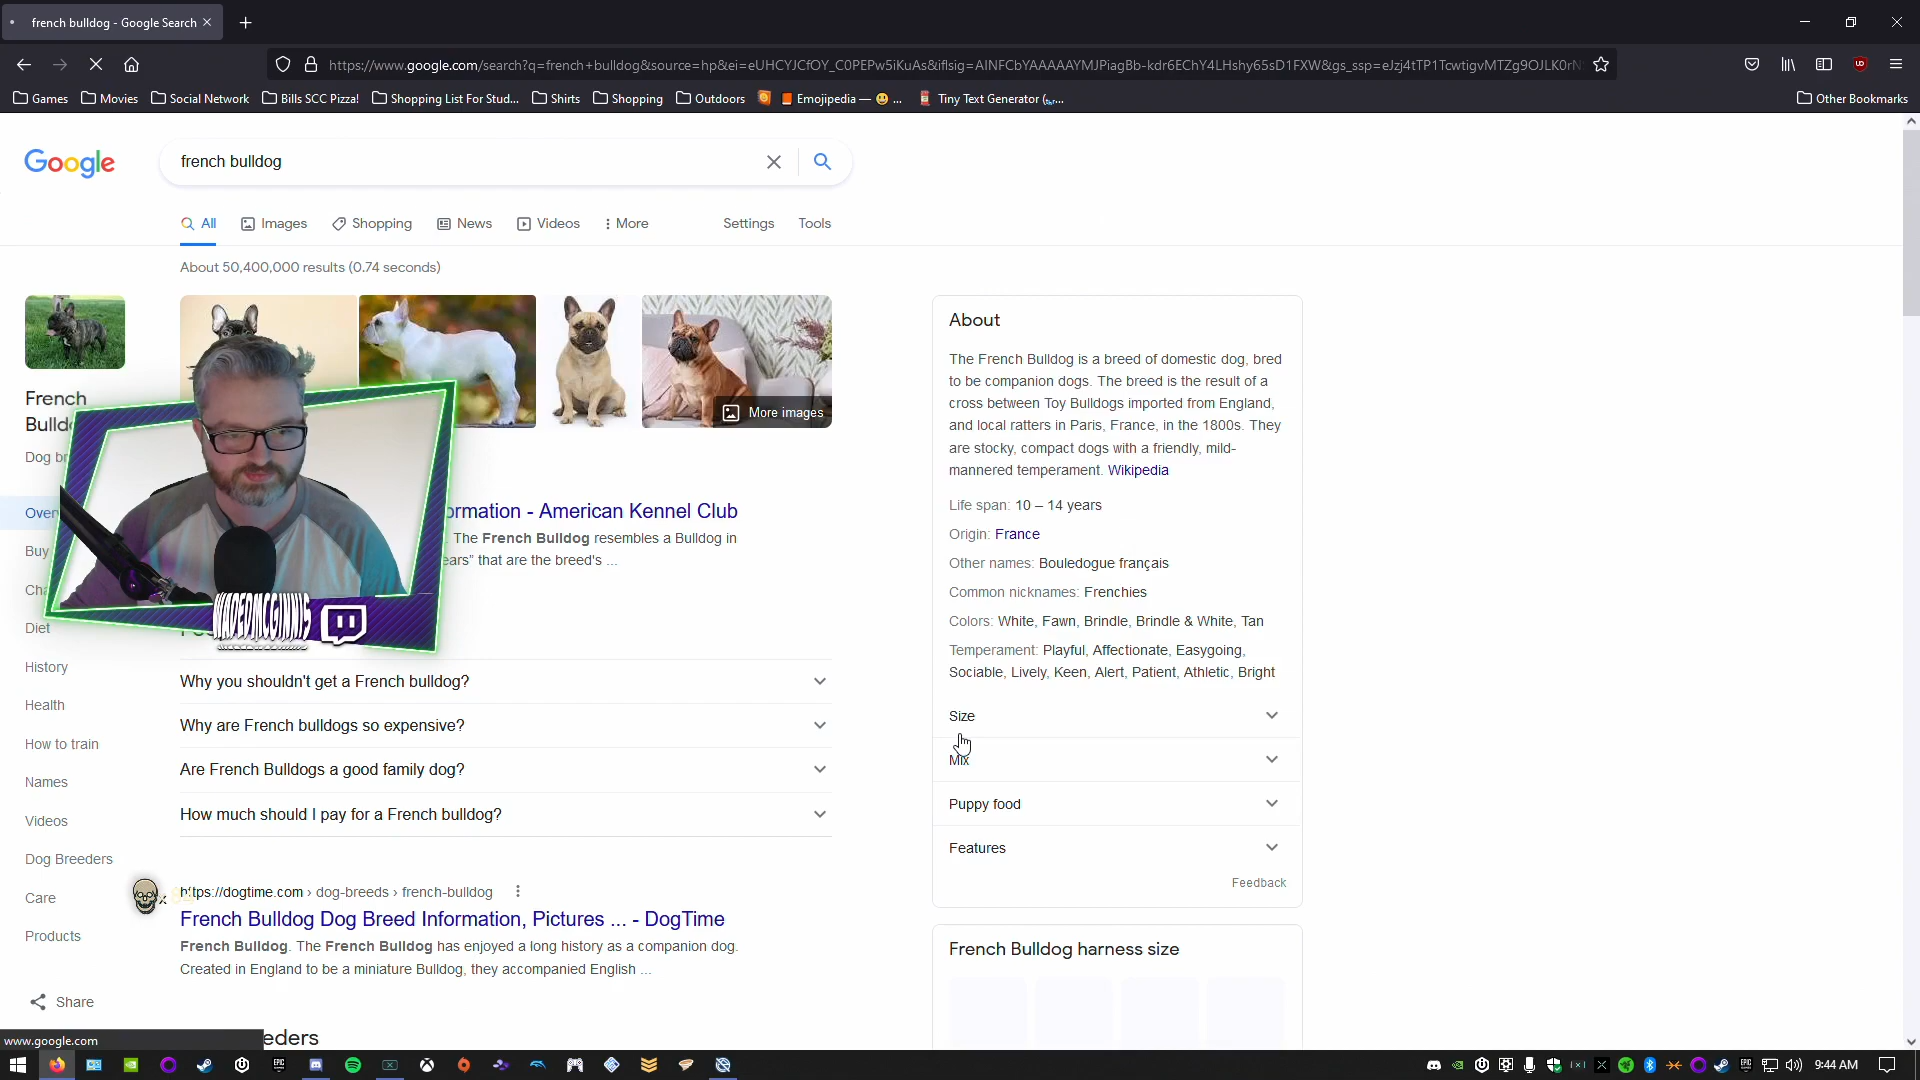 french bulldog - Google Search
https://www.google.com/search?q=french+bulldog&source=hp&ei=eUHCYJCfOY_C0PEPw5iKuAs&iflsig=AINFCbYAAAAAYMJPiagBb-kdr6EChY4LHshy65sD1FXW&gs_ssp=eJzj4tTP1TcwtigvMTZg9OJLK0rN
Games Movies Social Network Bills SCC Pizza! Shopping List For Stud... Shirts Shopping Outdoors Emojipedia — 😃 ... Tiny Text Generator ... Other Bookmarks
Google
french bulldog
All Images Shopping News Videos More Settings Tools
About 50,400,000 results (0.74 seconds)
More images
French
Bulld
Dog br
Over
Buy
Cha
Diet
History
Health
How to train
Names
Videos
Dog Breeders
Care
Products
Share
www.google.com
ormation - American Kennel Club
. The French Bulldog resembles a Bulldog in
ears” that are the breed's ...
WADEDMCGINNIS
Why you shouldn't get a French bulldog?
Why are French bulldogs so expensive?
Are French Bulldogs a good family dog?
How much should I pay for a French bulldog?
https://dogtime.com › dog-breeds › french-bulldog
French Bulldog Dog Breed Information, Pictures ... - DogTime
French Bulldog. The French Bulldog has enjoyed a long history as a companion dog.
Created in England to be a miniature Bulldog, they accompanied English ...
eeders
About
The French Bulldog is a breed of domestic dog, bred
to be companion dogs. The breed is the result of a
cross between Toy Bulldogs imported from England,
and local ratters in Paris, France, in the 1800s. They
are stocky, compact dogs with a friendly, mild-
mannered temperament. Wikipedia
Life span: 10 – 14 years
Origin: France
Other names: Bouledogue français
Common nicknames: Frenchies
Colors: White, Fawn, Brindle, Brindle & White, Tan
Temperament: Playful, Affectionate, Easygoing,
Sociable, Lively, Keen, Alert, Patient, Athletic, Bright
Size
Mix
Puppy food
Features
Feedback
French Bulldog harness size
9:44 AM